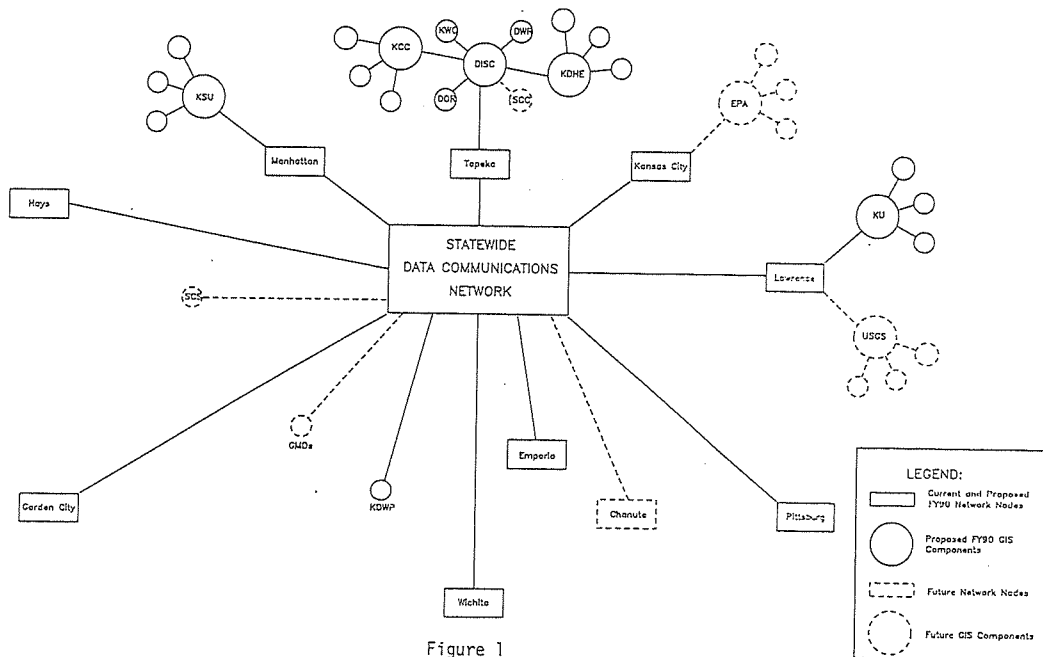 KWO
DWR
KCC
DISC
KDHE
KSU
DOR
SCC
EPA
Manhattan
Topeka
Kansas City
Hays
KU
STATEWIDE
DATA COMMUNICATIONS
NETWORK
Lawrence
SCS
USGS
GMDs
Emporia
LEGEND:
Garden City
KDWP
Chanute
Pittsburg
Current and Proposed
FY90 Network Nodes
Proposed FY90 GIS
Components
Future Network Nodes
Wichita
Future GIS Components
Figure 1